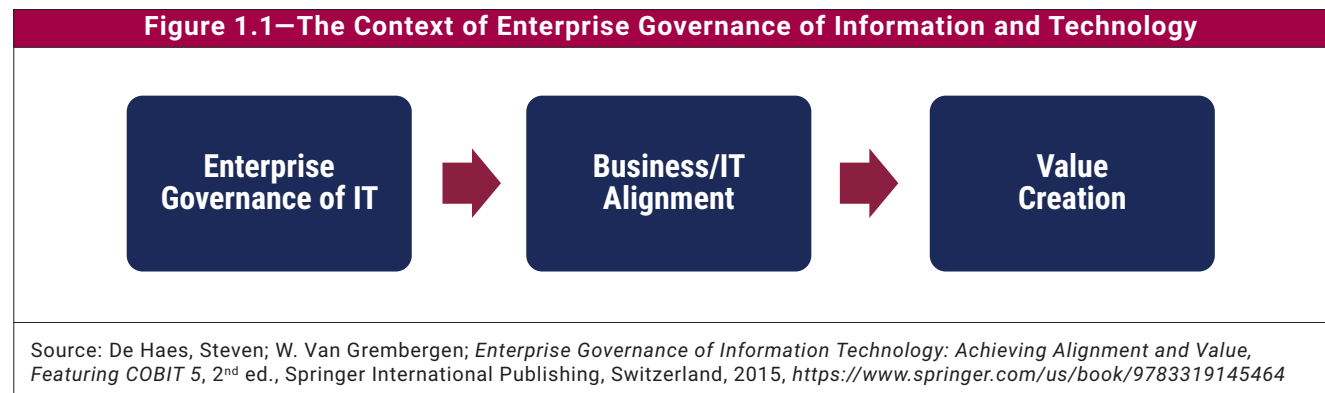 Figure 1.1—The Context of Enterprise Governance of Information and Technology
Enterprise
Governance of IT
Business/IT
Alignment
Value
Creation
Source: De Haes, Steven; W. Van Grembergen; Enterprise Governance of Information Technology: Achieving Alignment and Value,
Featuring COBIT 5, 2nd ed., Springer International Publishing, Switzerland, 2015, https://www.springer.com/us/book/9783319145464